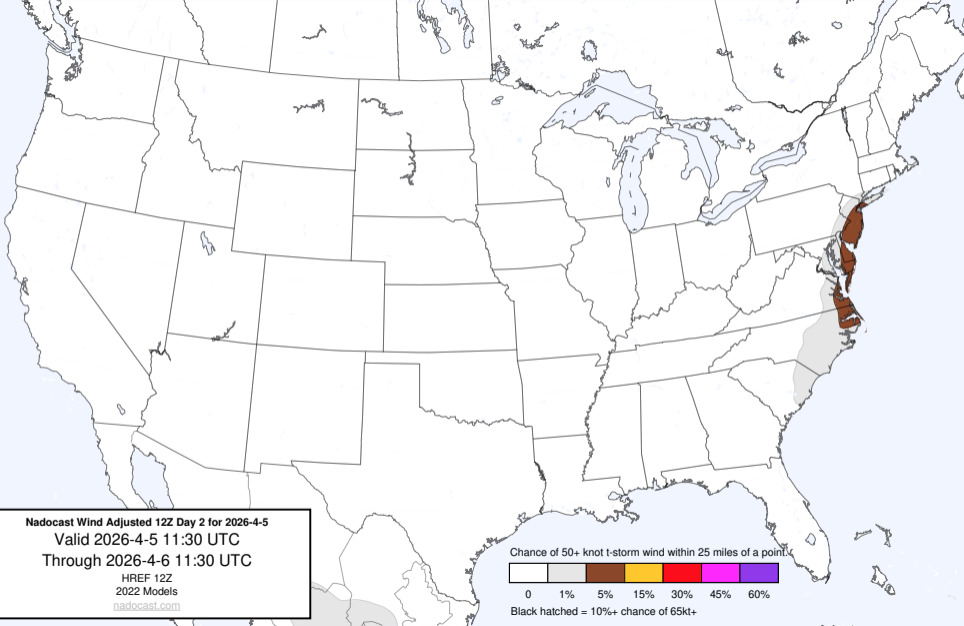 Nadocast Wind Adjusted 12Z Day 2 for 2026-4-5
Valid 2026-4-5 11:30 UTC
Through 2026-4-6 11:30 UTC
HREF 12Z
2022 Models
nadocast.com
Chance of 50+ knot t-storm wind within 25 miles of a point.
0 1% 5% 15% 30% 45% 60%
Black hatched = 10%+ chance of 65kt+